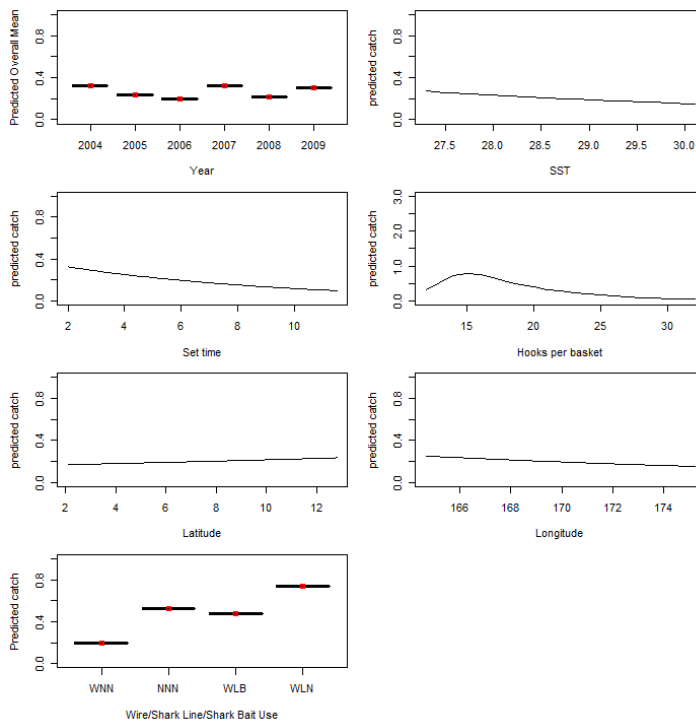 Predicted Overall Mean
0.0 0.4 0.8
2004 2005 2006 2007 2008 2009
Year
predicted catch
0.0 0.4 0.8
27.5 28.0 28.5 29.0 29.5 30.0
SST
predicted catch
0.0 0.4 0.8
2 4 6 8 10
Set time
predicted catch
0.0 1.0 2.0 3.0
15 20 25 30
Hooks per basket
predicted catch
0.0 0.4 0.8
2 4 6 8 10 12
Latitude
predicted catch
0.0 0.4 0.8
166 168 170 172 174
Longitude
Predicted catch
0.0 0.4 0.8
WNN NNN WLB WLN
Wire/Shark Line/Shark Bait Use